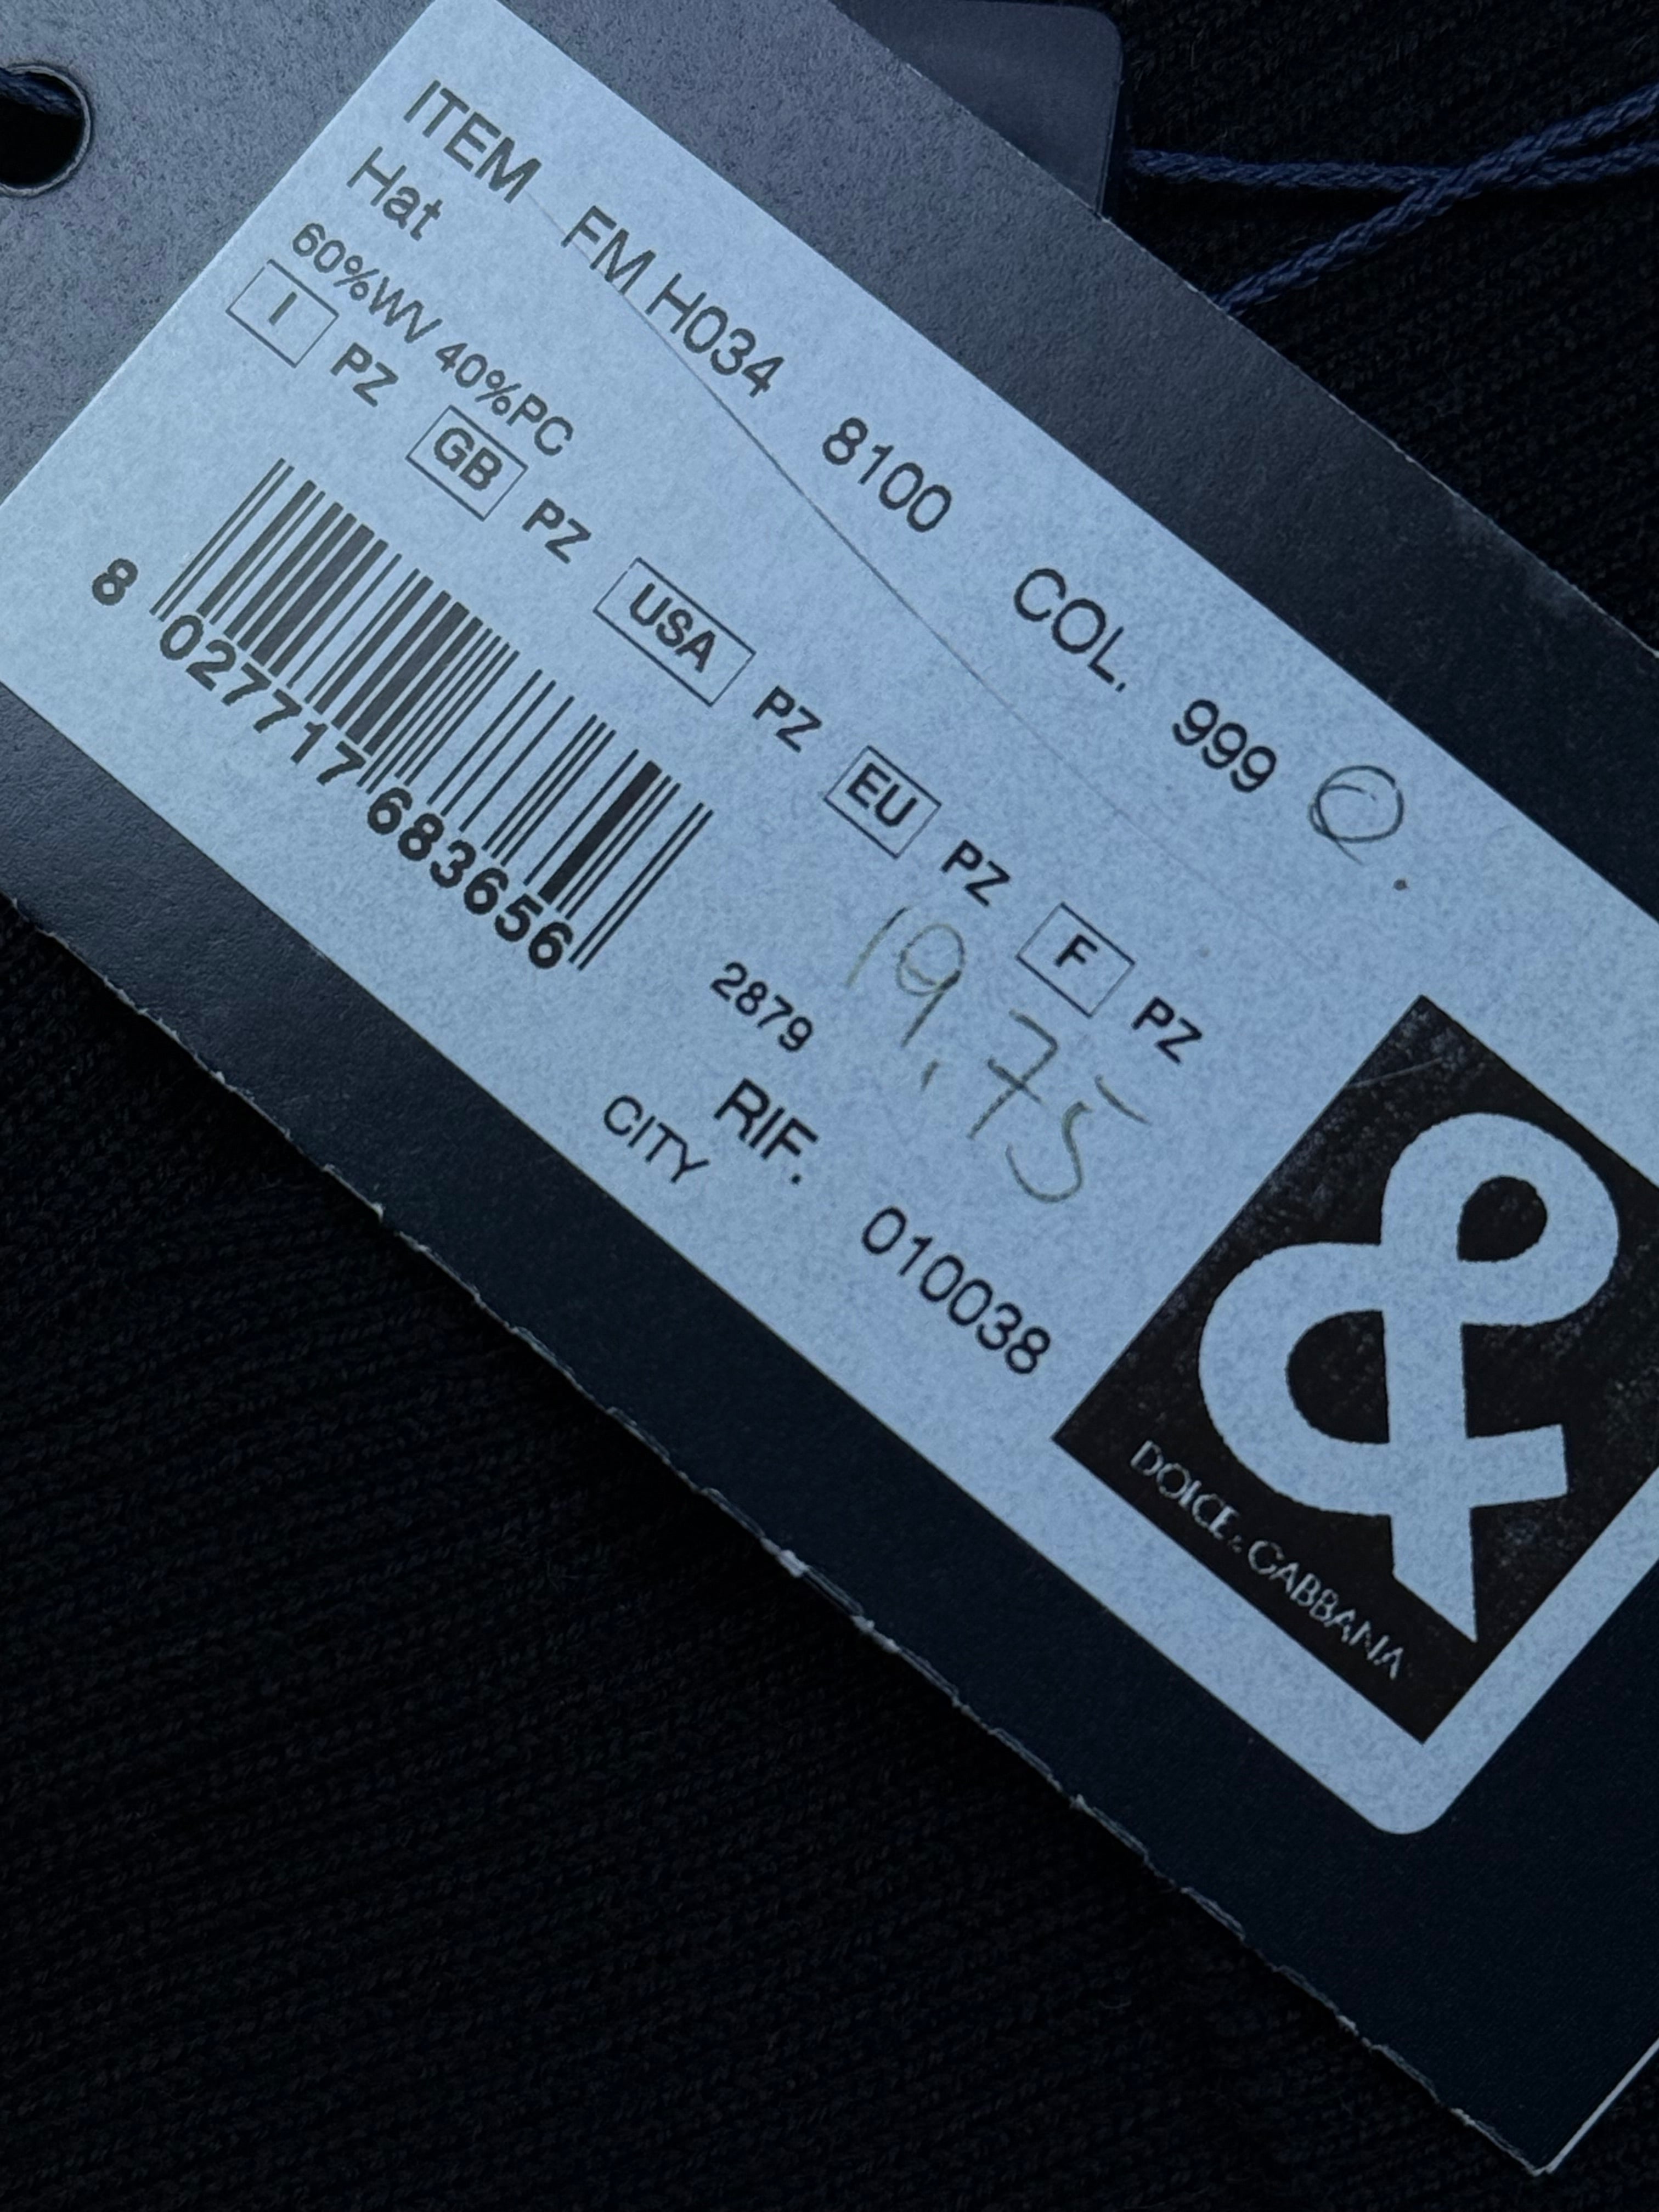 ITEM FM H034 8100 COL. 999
Hat
60%WV 40%PC
I PZ GB PZ USA PZ EU PZ F PZ
8 027717 683656
19,75
2879
RIF. 010038
CITY
&
DOLCE & GABBANA